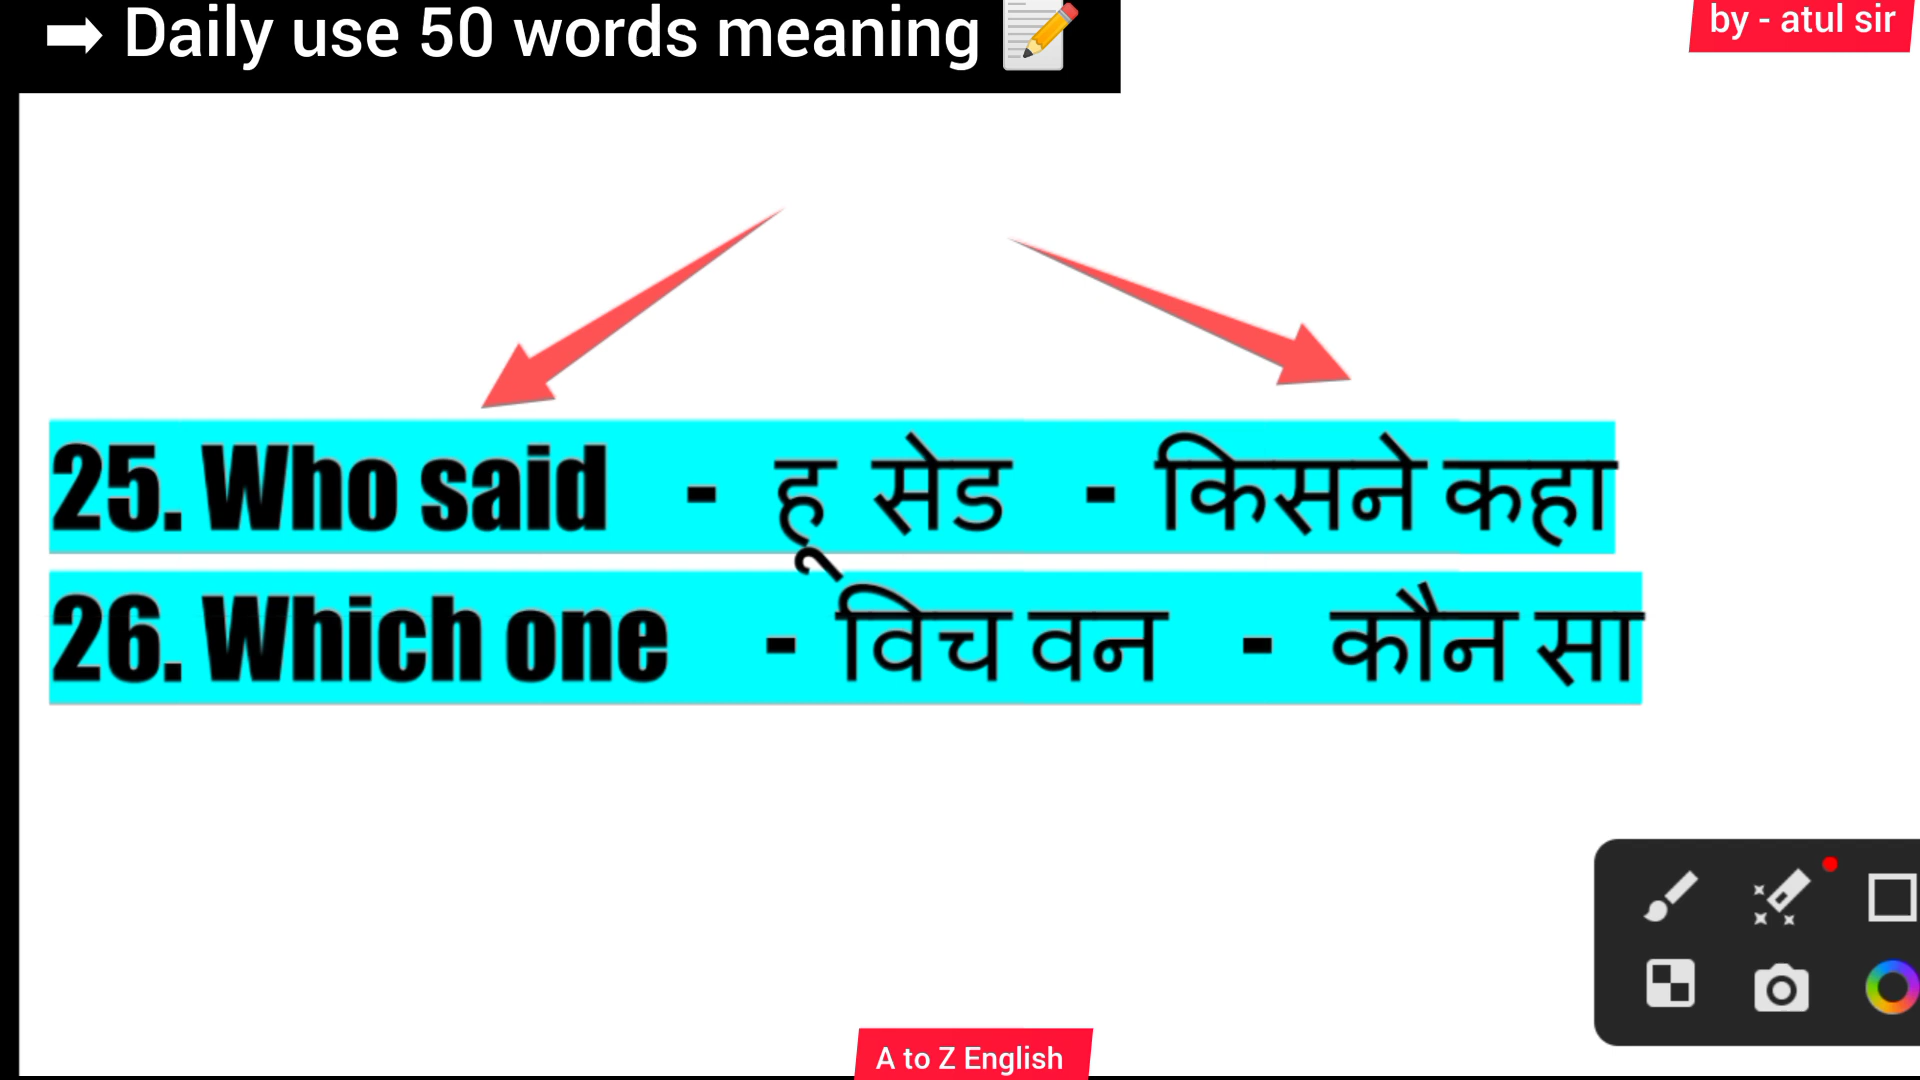 ➡ Daily use 50 words meaning 📝
by - atul sir
25. Who said - हू सेड - किसने कहा
26. Which one - विच वन - कौन सा
A to Z English